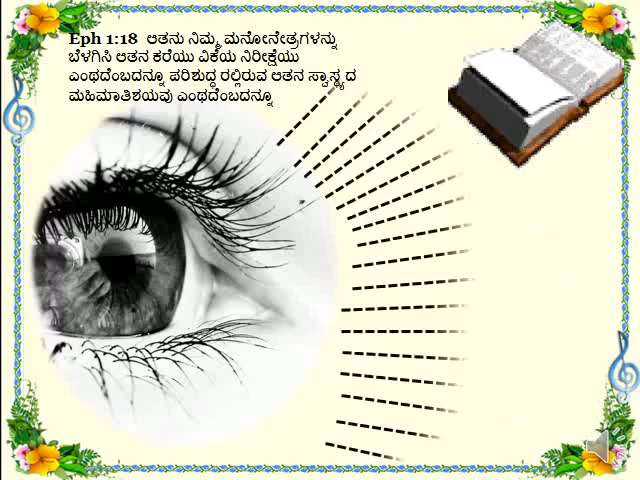 Eph 1:18 ಆತನು ನಿಮ್ಮ ಮನೋನೇತ್ರಗಳನ್ನು
ಬೆಳಗಿಸಿ ಆತನ ಕರೆಯು ವಿಕೆಯ ನಿರೀಕ್ಷೆಯು
ಎಂಥದೆಂಬದನ್ನೂ ಪರಿಶುದ್ಧ ರಲ್ಲಿರುವ ಆತನ ಸ್ವಾಸ್ಥ್ಯದ
ಮಹಿಮಾತಿಶಯವು ಎಂಥದೆಂಬದನ್ನೂ